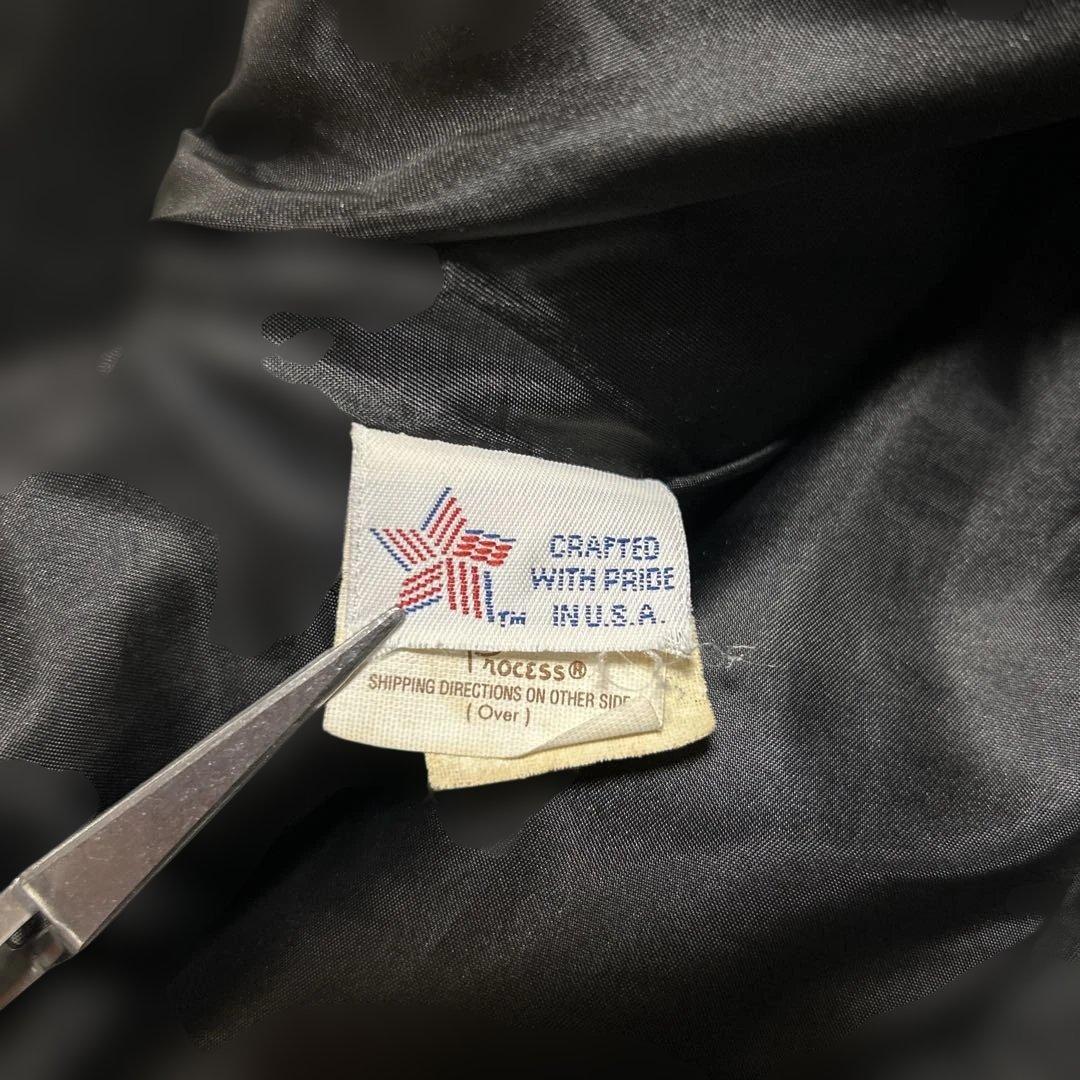 CRAFTED
WITH PRIDE
IN U.S.A.
TM
Process®
SHIPPING DIRECTIONS ON OTHER SIDE
( Over )